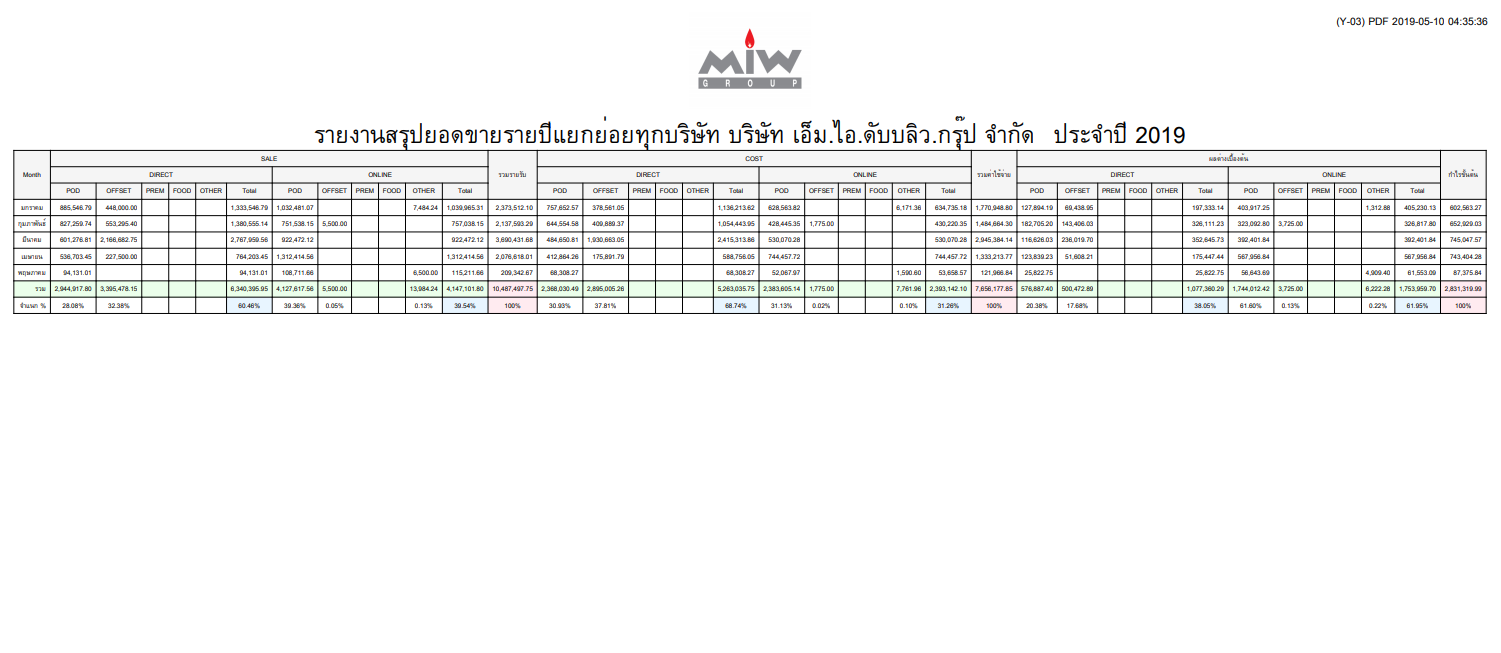 (Y-03) PDF 2019-05-10 04:35:36
MIW
GROUP
รายงานสรุปยอดขายรายปีแยกย่อยทุกบริษัท บริษัท เอ็ม.ไอ.ดับบลิว.กรุ๊ป จำกัด ประจำปี 2019
Month SALE รวมรายรับ COST รวมค่าใช้จ่าย ผลต่างเบื้องต้น กำไรขั้นต้น
DIRECT ONLINE DIRECT ONLINE DIRECT ONLINE
POD OFFSET PREM FOOD OTHER Total POD OFFSET PREM FOOD OTHER Total POD OFFSET PREM FOOD OTHER Total POD OFFSET PREM FOOD OTHER Total POD OFFSET PREM FOOD OTHER Total POD OFFSET PREM FOOD OTHER Total
มกราคม 885,546.79 448,000.00 1,333,546.79 1,032,481.07 7,484.24 1,039,965.31 2,373,512.10 757,652.57 378,561.05 1,136,213.62 628,563.82 6,171.36 634,735.18 1,770,948.80 127,894.19 69,438.95 197,333.14 403,917.25 1,312.88 405,230.13 602,563.27
กุมภาพันธ์ 827,259.74 553,295.40 1,380,555.14 751,538.15 5,500.00 757,038.15 2,137,593.29 644,554.58 409,889.37 1,054,443.95 428,445.35 1,775.00 430,220.35 1,484,664.30 182,705.20 143,406.03 326,111.23 323,092.80 3,725.00 326,817.80 652,929.03
มีนาคม 601,276.81 2,166,682.75 2,767,959.56 922,472.12 922,472.12 3,690,431.68 484,650.81 1,930,663.05 2,415,313.86 530,070.28 530,070.28 2,945,384.14 116,626.03 236,019.70 352,645.73 392,401.84 392,401.84 745,047.57
เมษายน 536,703.45 227,500.00 764,203.45 1,312,414.56 1,312,414.56 2,076,618.01 412,864.26 175,891.79 588,756.05 744,457.72 744,457.72 1,333,213.77 123,839.23 51,608.21 175,447.44 567,956.84 567,956.84 743,404.28
พฤษภาคม 94,131.01 94,131.01 108,711.66 6,500.00 115,211.66 209,342.67 68,308.27 68,308.27 52,067.97 1,590.60 53,658.57 121,966.84 25,822.75 25,822.75 56,643.69 4,909.40 61,553.09 87,375.84
รวม 2,944,917.80 3,395,478.15 6,340,395.95 4,127,617.56 5,500.00 13,984.24 4,147,101.80 10,487,497.75 2,368,030.49 2,895,005.26 5,263,035.75 2,383,605.14 1,775.00 7,761.96 2,393,142.10 7,656,177.85 576,887.40 500,472.89 1,077,360.29 1,744,012.42 3,725.00 6,222.28 1,753,959.70 2,831,319.99
จำแนก % 28.08% 32.38% 60.46% 39.36% 0.05% 0.13% 39.54% 100% 30.93% 37.81% 68.74% 31.13% 0.02% 0.10% 31.26% 100% 20.38% 17.68% 38.05% 61.60% 0.13% 0.22% 61.95% 100%